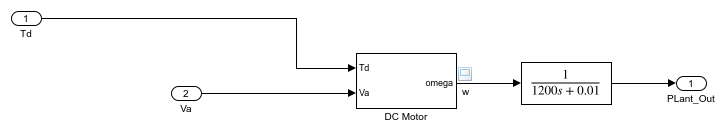 1
Td
2
Va
Td
Va
omega
DC Motor
w
1
1200s + 0.01
1
PLant_Out